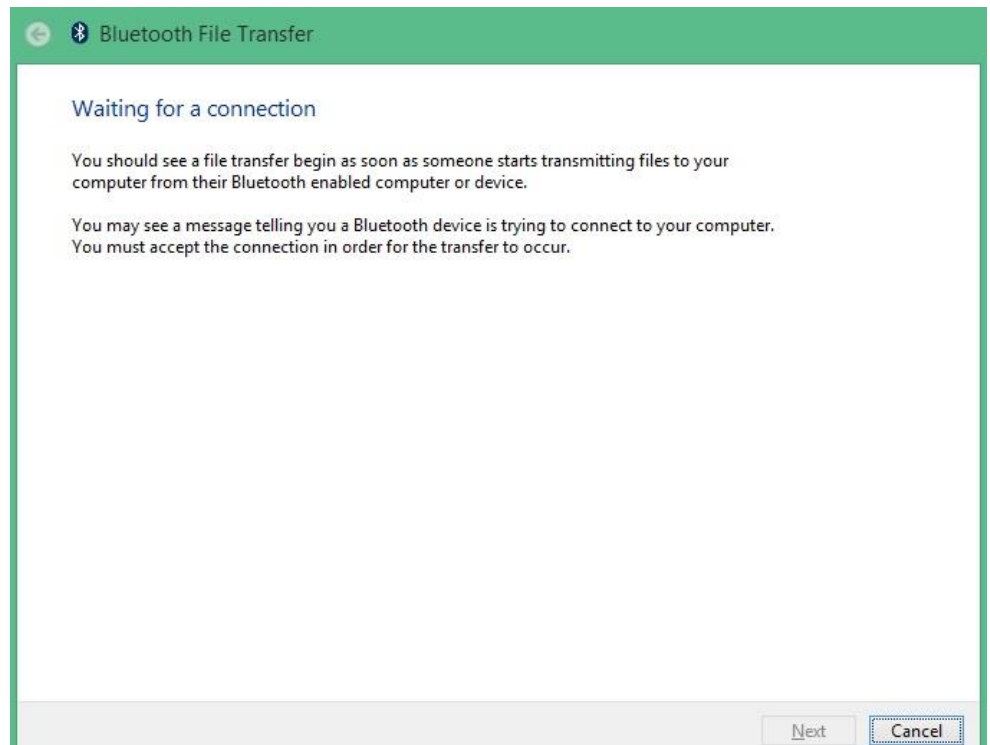 Bluetooth File Transfer
Waiting for a connection
You should see a file transfer begin as soon as someone starts transmitting files to your
computer from their Bluetooth enabled computer or device.
You may see a message telling you a Bluetooth device is trying to connect to your computer.
You must accept the connection in order for the transfer to occur.
Next
Cancel